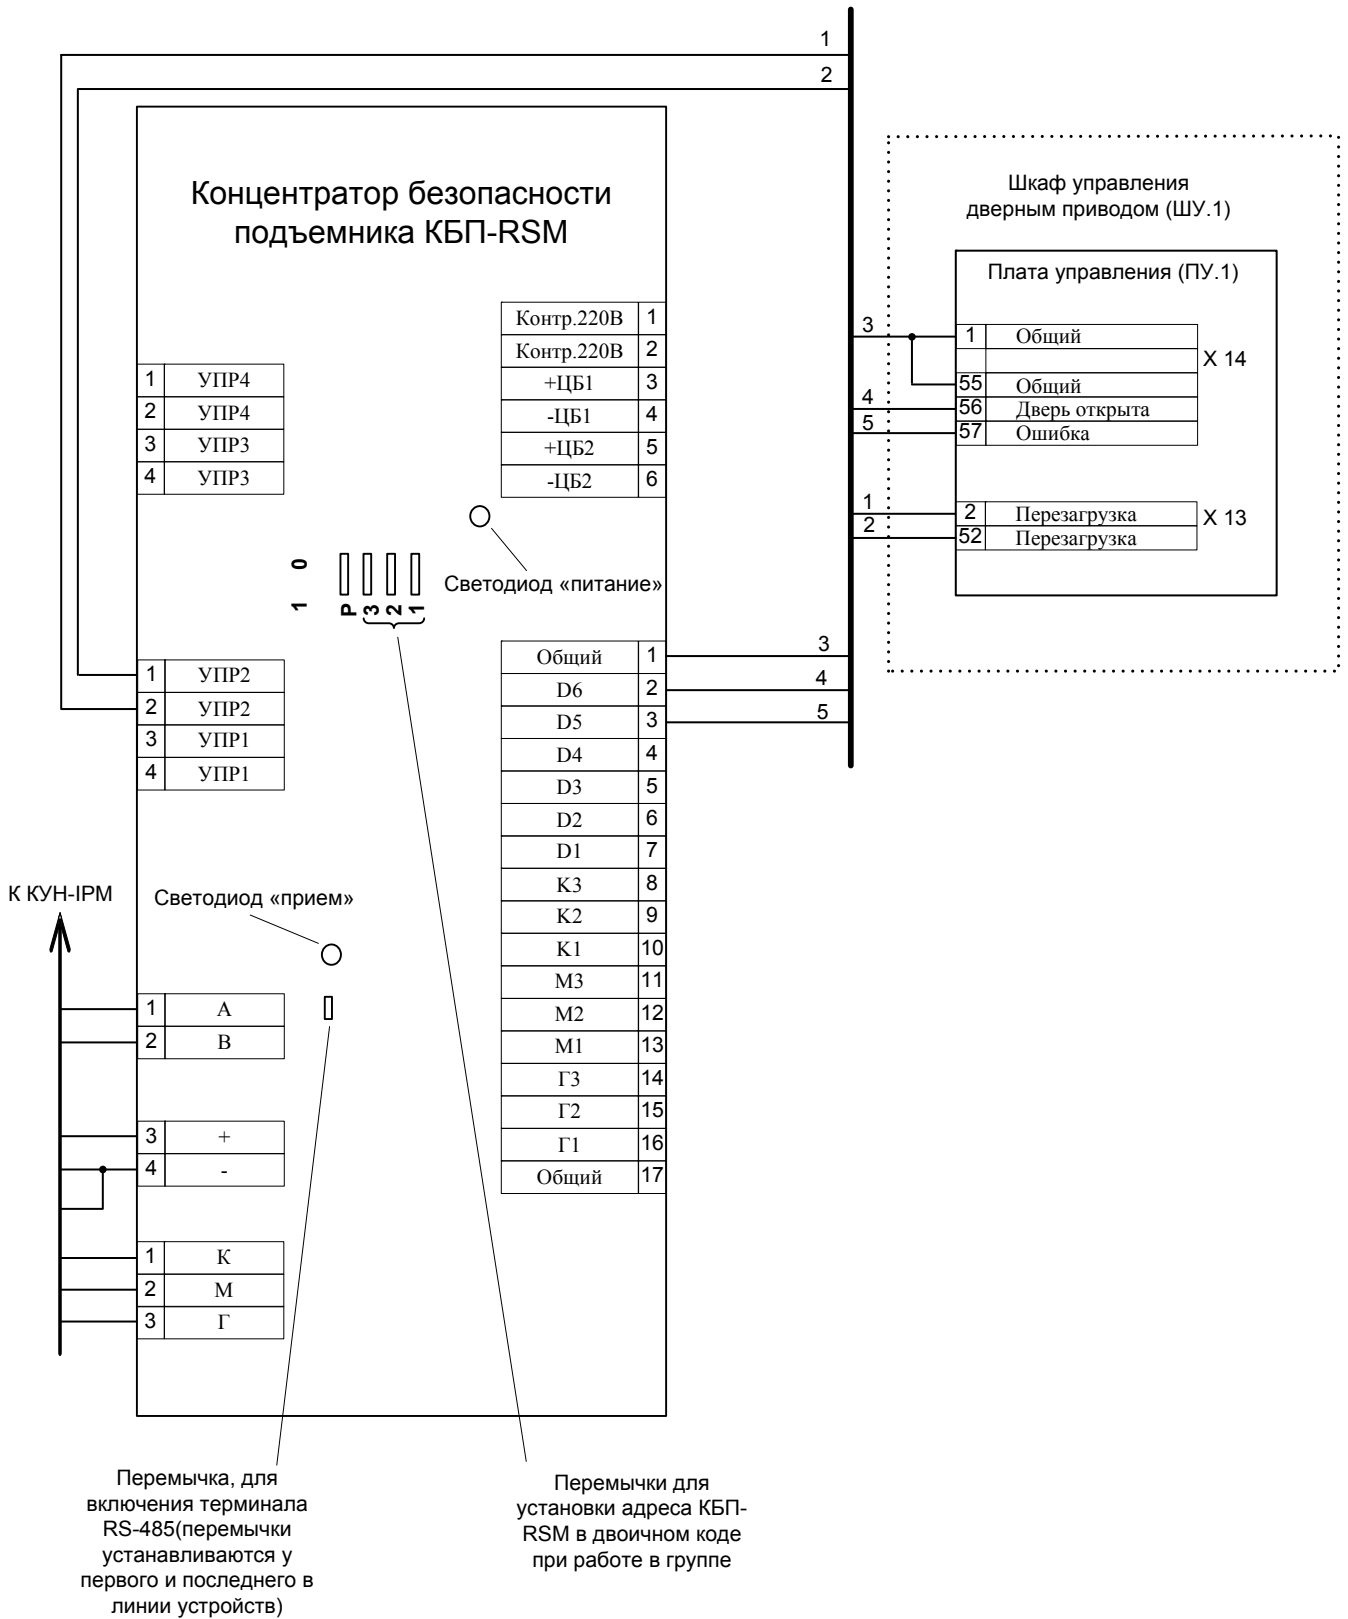 1
2
Концентратор безопасности
подъемника КБП-RSM
Шкаф управления
дверным приводом (ШУ.1)
Плата управления (ПУ.1)
Контр.220В 1
Контр.220В 2
+ЦБ1 3
-ЦБ1 4
+ЦБ2 5
-ЦБ2 6
1 УПР4
2 УПР4
3 УПР3
4 УПР3
3
4
5
1 Общий
55 Общий
56 Дверь открыта
57 Ошибка
X 14
1
2
2 Перезагрузка
52 Перезагрузка
X 13
Светодиод «питание»
1 0
P 3 2 1
1 УПР2
2 УПР2
3 УПР1
4 УПР1
Общий 1
D6 2
D5 3
D4 4
D3 5
D2 6
D1 7
К3 8
К2 9
К1 10
М3 11
М2 12
М1 13
Г3 14
Г2 15
Г1 16
Общий 17
3
4
5
К КУН-IPM
Светодиод «прием»
1 A
2 B
3 +
4 -
1 К
2 М
3 Г
Перемычка, для
включения терминала
RS-485(перемычки
устанавливаются у
первого и последнего в
линии устройств)
Перемычки для
установки адреса КБП-
RSM в двоичном коде
при работе в группе